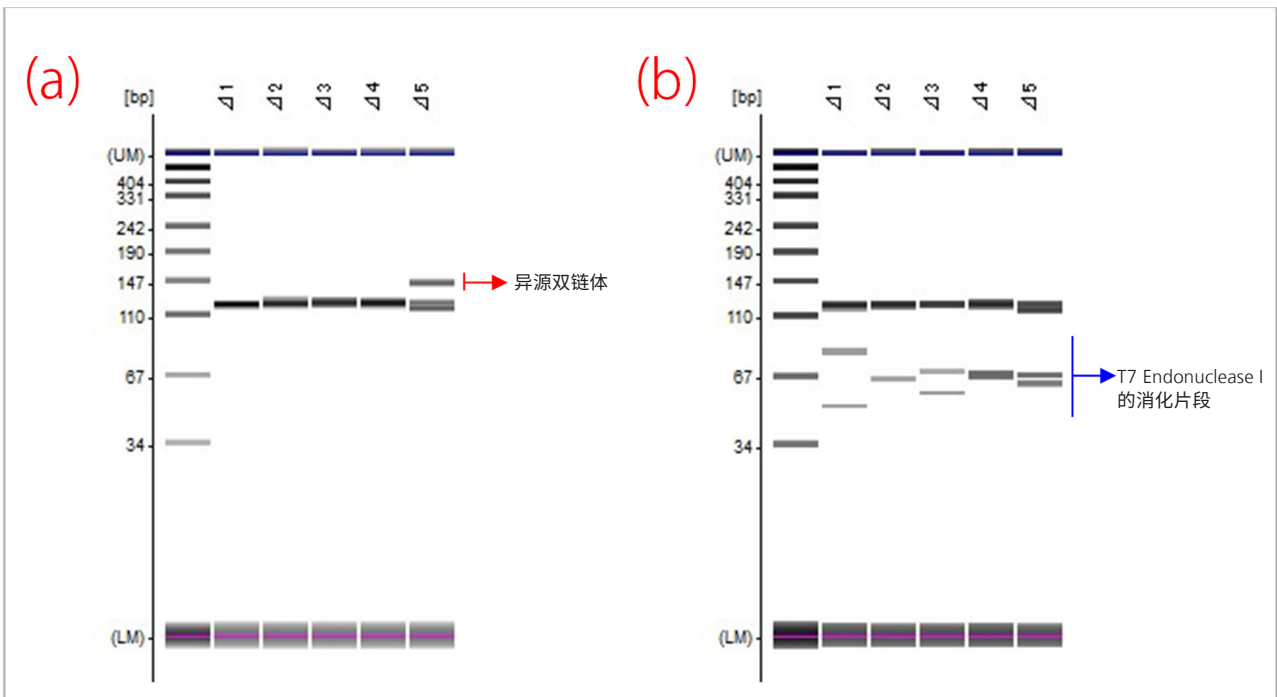 (a)
[bp]
⊿1 ⊿2 ⊿3 ⊿4 ⊿5
(UM)
404
331
242
190
147
110
67
34
(LM)
异源双链体
(b)
[bp]
⊿1 ⊿2 ⊿3 ⊿4 ⊿5
(UM)
404
331
242
190
147
110
67
34
(LM)
T7 Endonuclease I
的消化片段